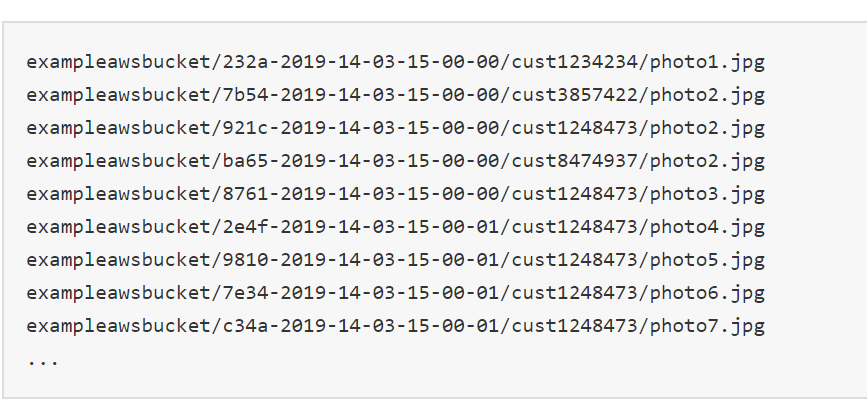 exampleawsbucket/232a-2019-14-03-15-00-00/cust1234234/photo1.jpg
exampleawsbucket/7b54-2019-14-03-15-00-00/cust3857422/photo2.jpg
exampleawsbucket/921c-2019-14-03-15-00-00/cust1248473/photo2.jpg
exampleawsbucket/ba65-2019-14-03-15-00-00/cust8474937/photo2.jpg
exampleawsbucket/8761-2019-14-03-15-00-00/cust1248473/photo3.jpg
exampleawsbucket/2e4f-2019-14-03-15-00-01/cust1248473/photo4.jpg
exampleawsbucket/9810-2019-14-03-15-00-01/cust1248473/photo5.jpg
exampleawsbucket/7e34-2019-14-03-15-00-01/cust1248473/photo6.jpg
exampleawsbucket/c34a-2019-14-03-15-00-01/cust1248473/photo7.jpg
...